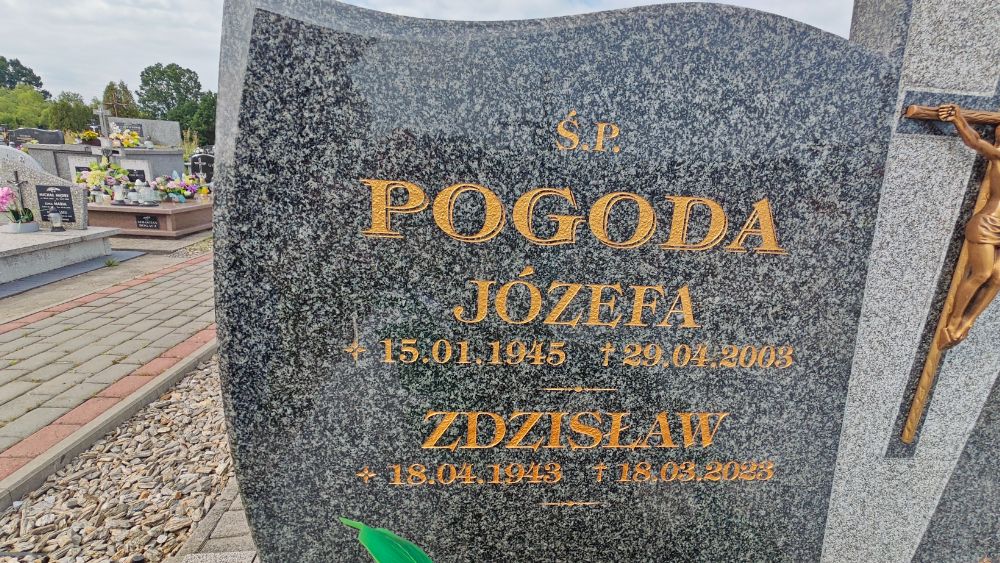 Ś.P.
POGODA
JÓZEFA
15.01.1945 †29.04.2003
ZDZISŁAW
18.04.1943 †18.03.2023